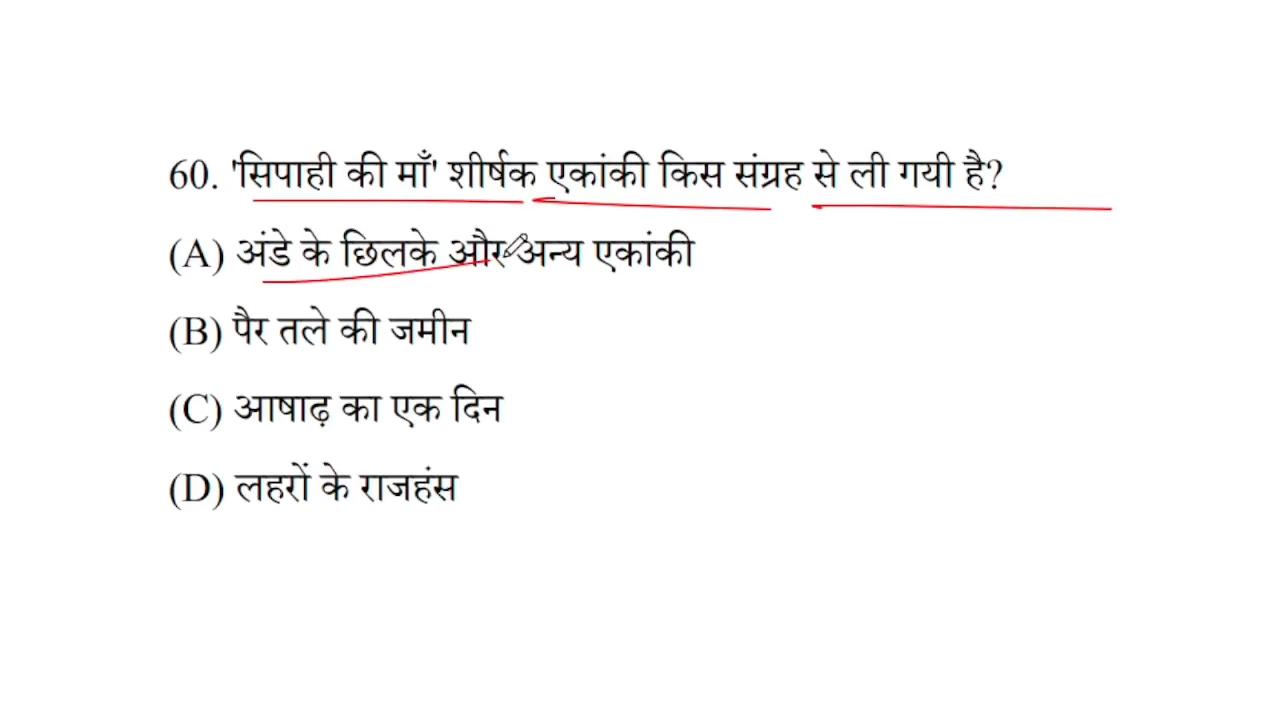 60. 'सिपाही की माँ' शीर्षक एकांकी किस संग्रह से ली गयी है?
(A) अंडे के छिलके और अन्य एकांकी
(B) पैर तले की जमीन
(C) आषाढ़ का एक दिन
(D) लहरों के राजहंस